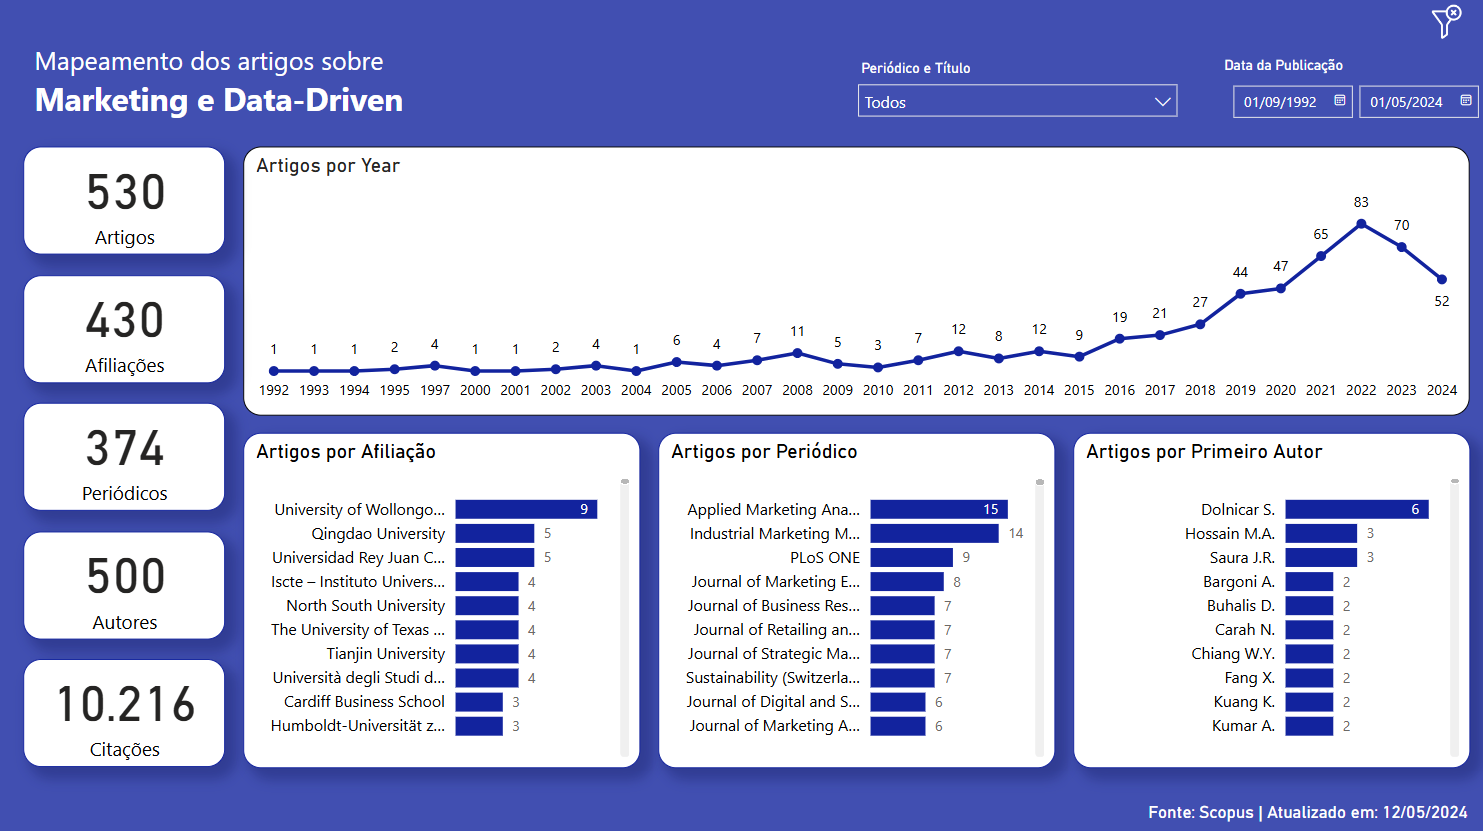 Mapeamento dos artigos sobre
Marketing e Data-Driven
Periódico e Título
Todos
Data da Publicação
01/09/1992
01/05/2024
530
Artigos
430
Afiliações
374
Periódicos
500
Autores
10.216
Citações
Artigos por Year
1 1 1 2 4 1 1 2 4 1 6 4 7 11 5 3 7 12 8 12 9 19 21 27 44 47 65 83 70 52
1992 1993 1994 1995 1997 2000 2001 2002 2003 2004 2005 2006 2007 2008 2009 2010 2011 2012 2013 2014 2015 2016 2017 2018 2019 2020 2021 2022 2023 2024
Artigos por Afiliação
University of Wollongo... 9
Qingdao University 5
Universidad Rey Juan C... 5
Iscte – Instituto Univers... 4
North South University 4
The University of Texas ... 4
Tianjin University 4
Università degli Studi d... 4
Cardiff Business School 3
Humboldt-Universität z... 3
Artigos por Periódico
Applied Marketing Ana... 15
Industrial Marketing M... 14
PLoS ONE 9
Journal of Marketing E... 8
Journal of Business Res... 7
Journal of Retailing an... 7
Journal of Strategic Ma... 7
Sustainability (Switzerla... 7
Journal of Digital and S... 6
Journal of Marketing A... 6
Artigos por Primeiro Autor
Dolnicar S. 6
Hossain M.A. 3
Saura J.R. 3
Bargoni A. 2
Buhalis D. 2
Carah N. 2
Chiang W.Y. 2
Fang X. 2
Kuang K. 2
Kumar A. 2
Fonte: Scopus | Atualizado em: 12/05/2024